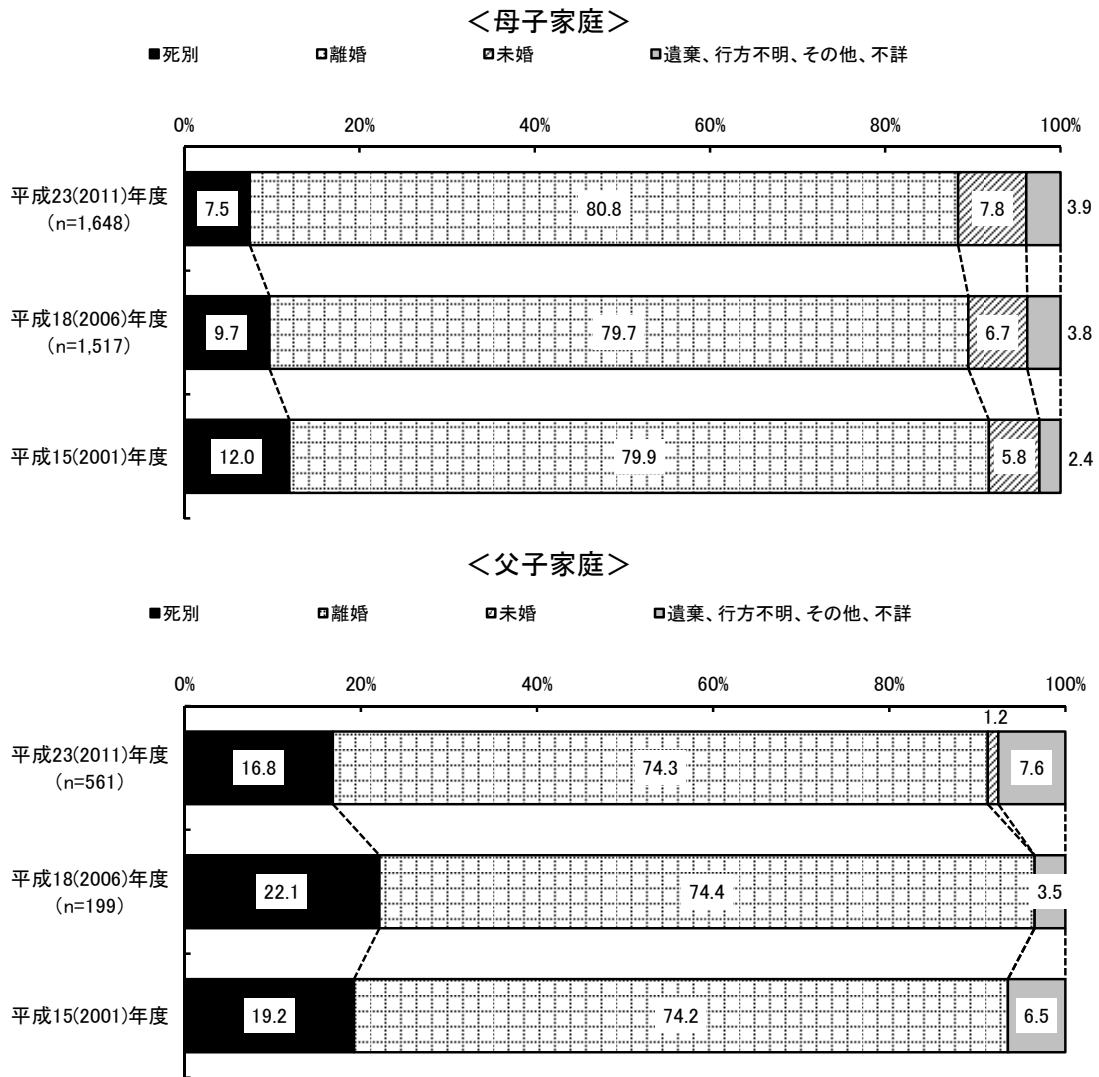 ＜母子家庭＞
■死別 離婚 未婚 ■遺棄、行方不明、その他、不詳
0% 20% 40% 60% 80% 100%
平成23(2011)年度
（n=1,648）
7.5 80.8 7.8 3.9
平成18(2006)年度
（n=1,517）
9.7 79.7 6.7 3.8
平成15(2001)年度
12.0 79.9 5.8 2.4
＜父子家庭＞
■死別 離婚 未婚 ■遺棄、行方不明、その他、不詳
0% 20% 40% 60% 80% 100%
1.2
平成23(2011)年度
（n=561）
16.8 74.3 7.6
平成18(2006)年度
（n=199）
22.1 74.4 3.5
平成15(2001)年度
19.2 74.2 6.5